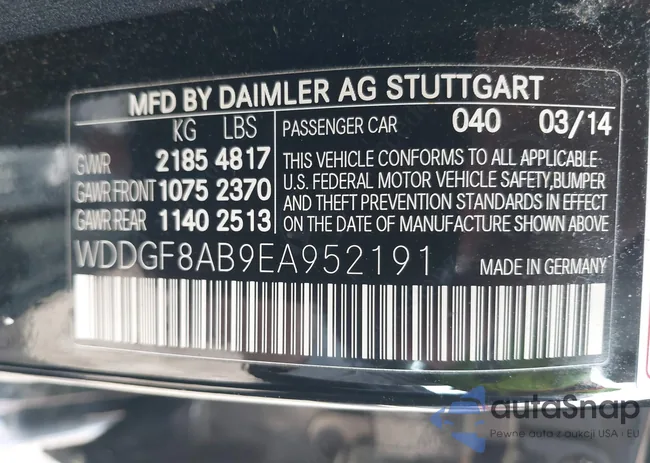 MFD BY DAIMLER AG STUTTGART
KG LBS
GVWR 2185 4817
GAWR FRONT 1075 2370
GAWR REAR 1140 2513
PASSENGER CAR 040 03/14
THIS VEHICLE CONFORMS TO ALL APPLICABLE
U.S. FEDERAL MOTOR VEHICLE SAFETY,BUMPER
AND THEFT PREVENTION STANDARDS IN EFFECT
ON THE DATE OF MANUFACTURE SHOWN ABOVE
WDDGF8AB9EA952191 MADE IN GERMANY
autoSnap
Pewne auta z aukcji USA i EU